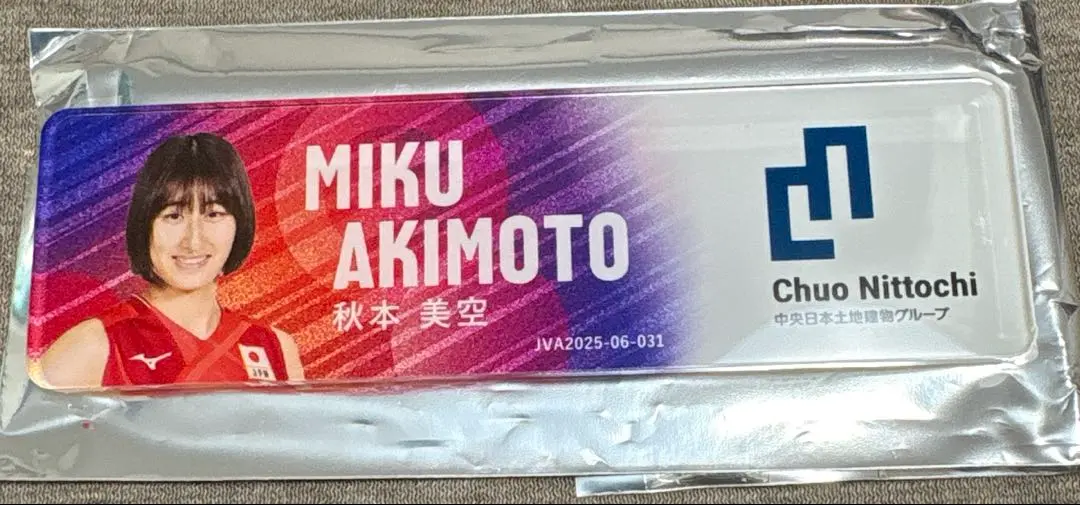 MIKU
AKIMOTO
秋本 美空
JVA2025-06-031
Chuo Nittochi
中央日本土地建物グループ
JPN